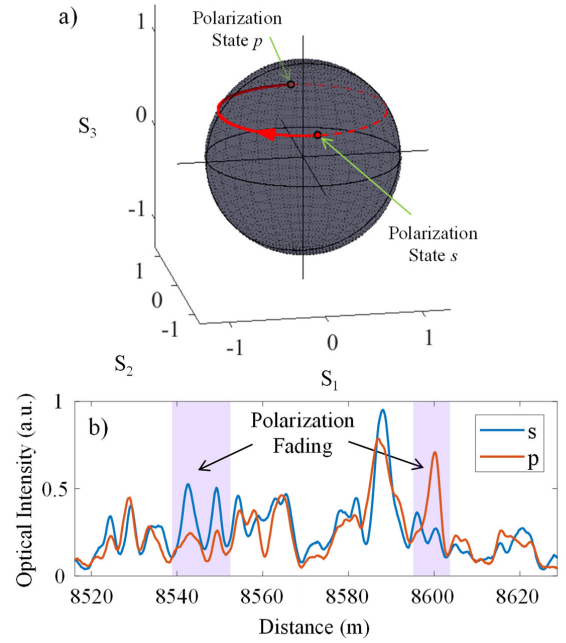 a)
Polarization
State p
1
0
-1
S3
Polarization
State s
1
0
-1
-1
0
1
S2
S1
b)
Polarization
Fading
s
p
Optical Intensity (a.u.)
1
0.5
0
8520
8540
8560
8580
8600
8620
Distance (m)